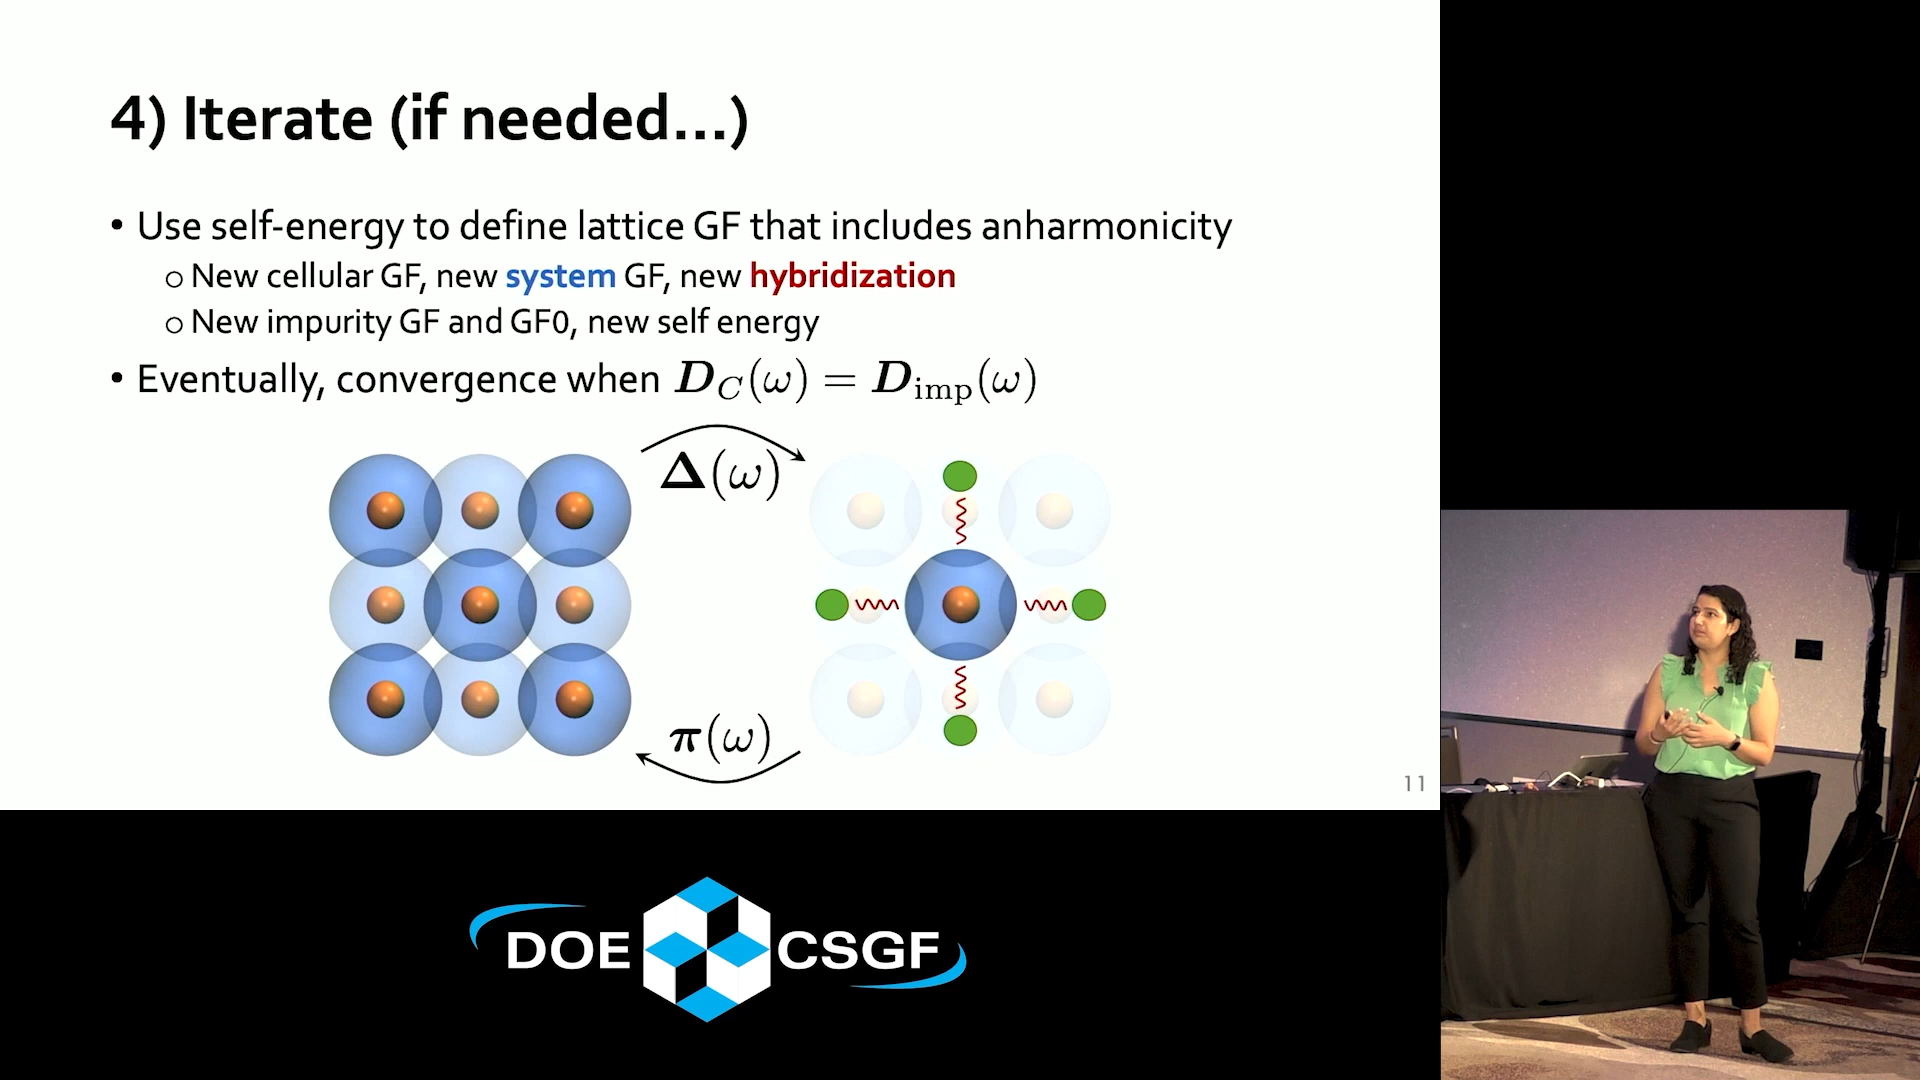 4) Iterate (if needed...)
• Use self-energy to define lattice GF that includes anharmonicity
o New cellular GF, new system GF, new hybridization
o New impurity GF and GF0, new self energy
• Eventually, convergence when D_C(ω) = D_imp(ω)
Δ(ω)
π(ω)
11
DOE CSGF